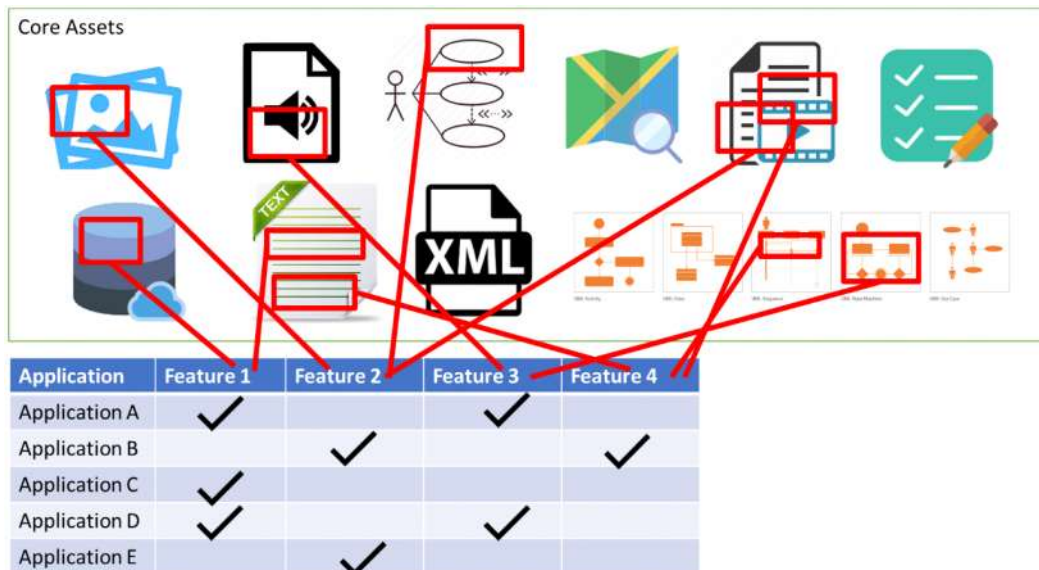 Core Assets
TEXT
XML
Application Feature 1 Feature 2 Feature 3 Feature 4
Application A
Application B
Application C
Application D
Application E